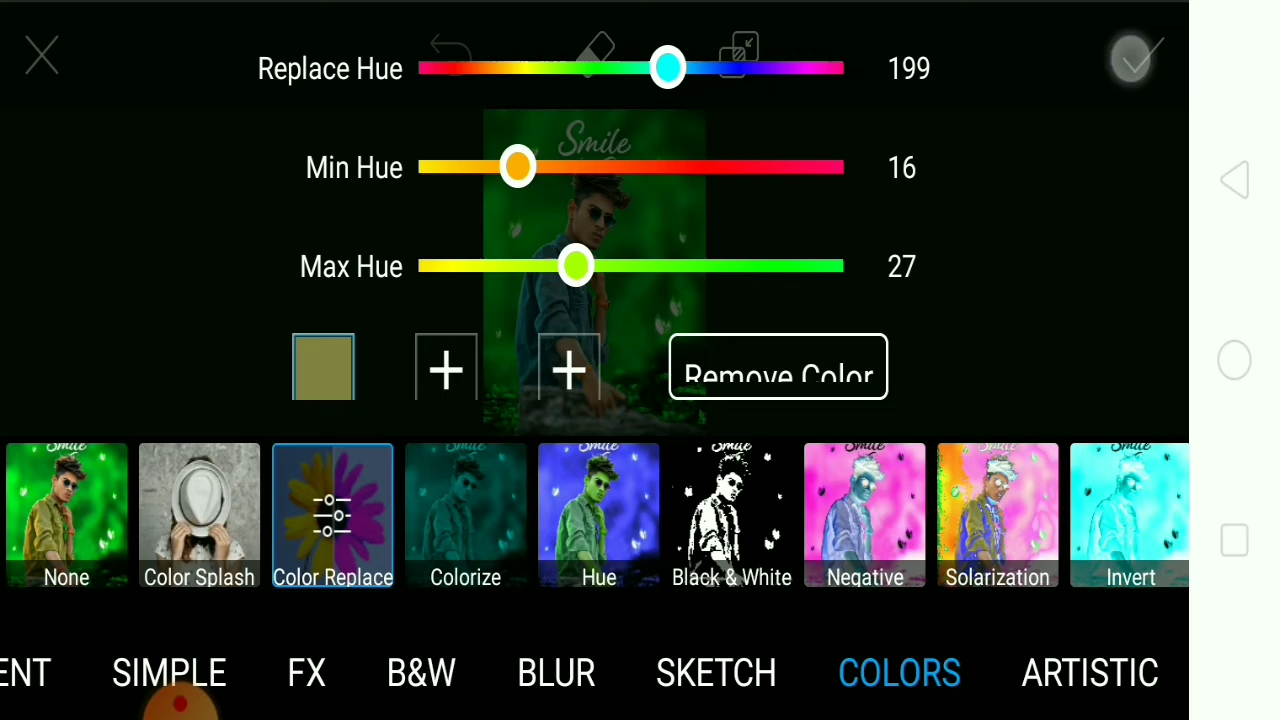 Replace Hue 199
Smile
Min Hue 16
Max Hue 27
Remove Color
Smile Smile Smile Smile Smile Smile Smile
None Color Splash Color Replace Colorize Hue Black & White Negative Solarization Invert
ENT SIMPLE FX B&W BLUR SKETCH COLORS ARTISTIC